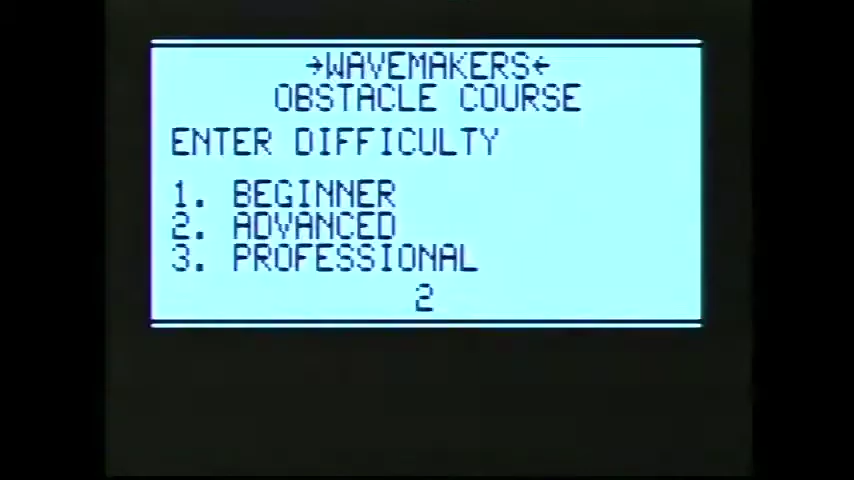 →WAVEMAKERS←
OBSTACLE COURSE
ENTER DIFFICULTY
1. BEGINNER
2. ADVANCED
3. PROFESSIONAL
2